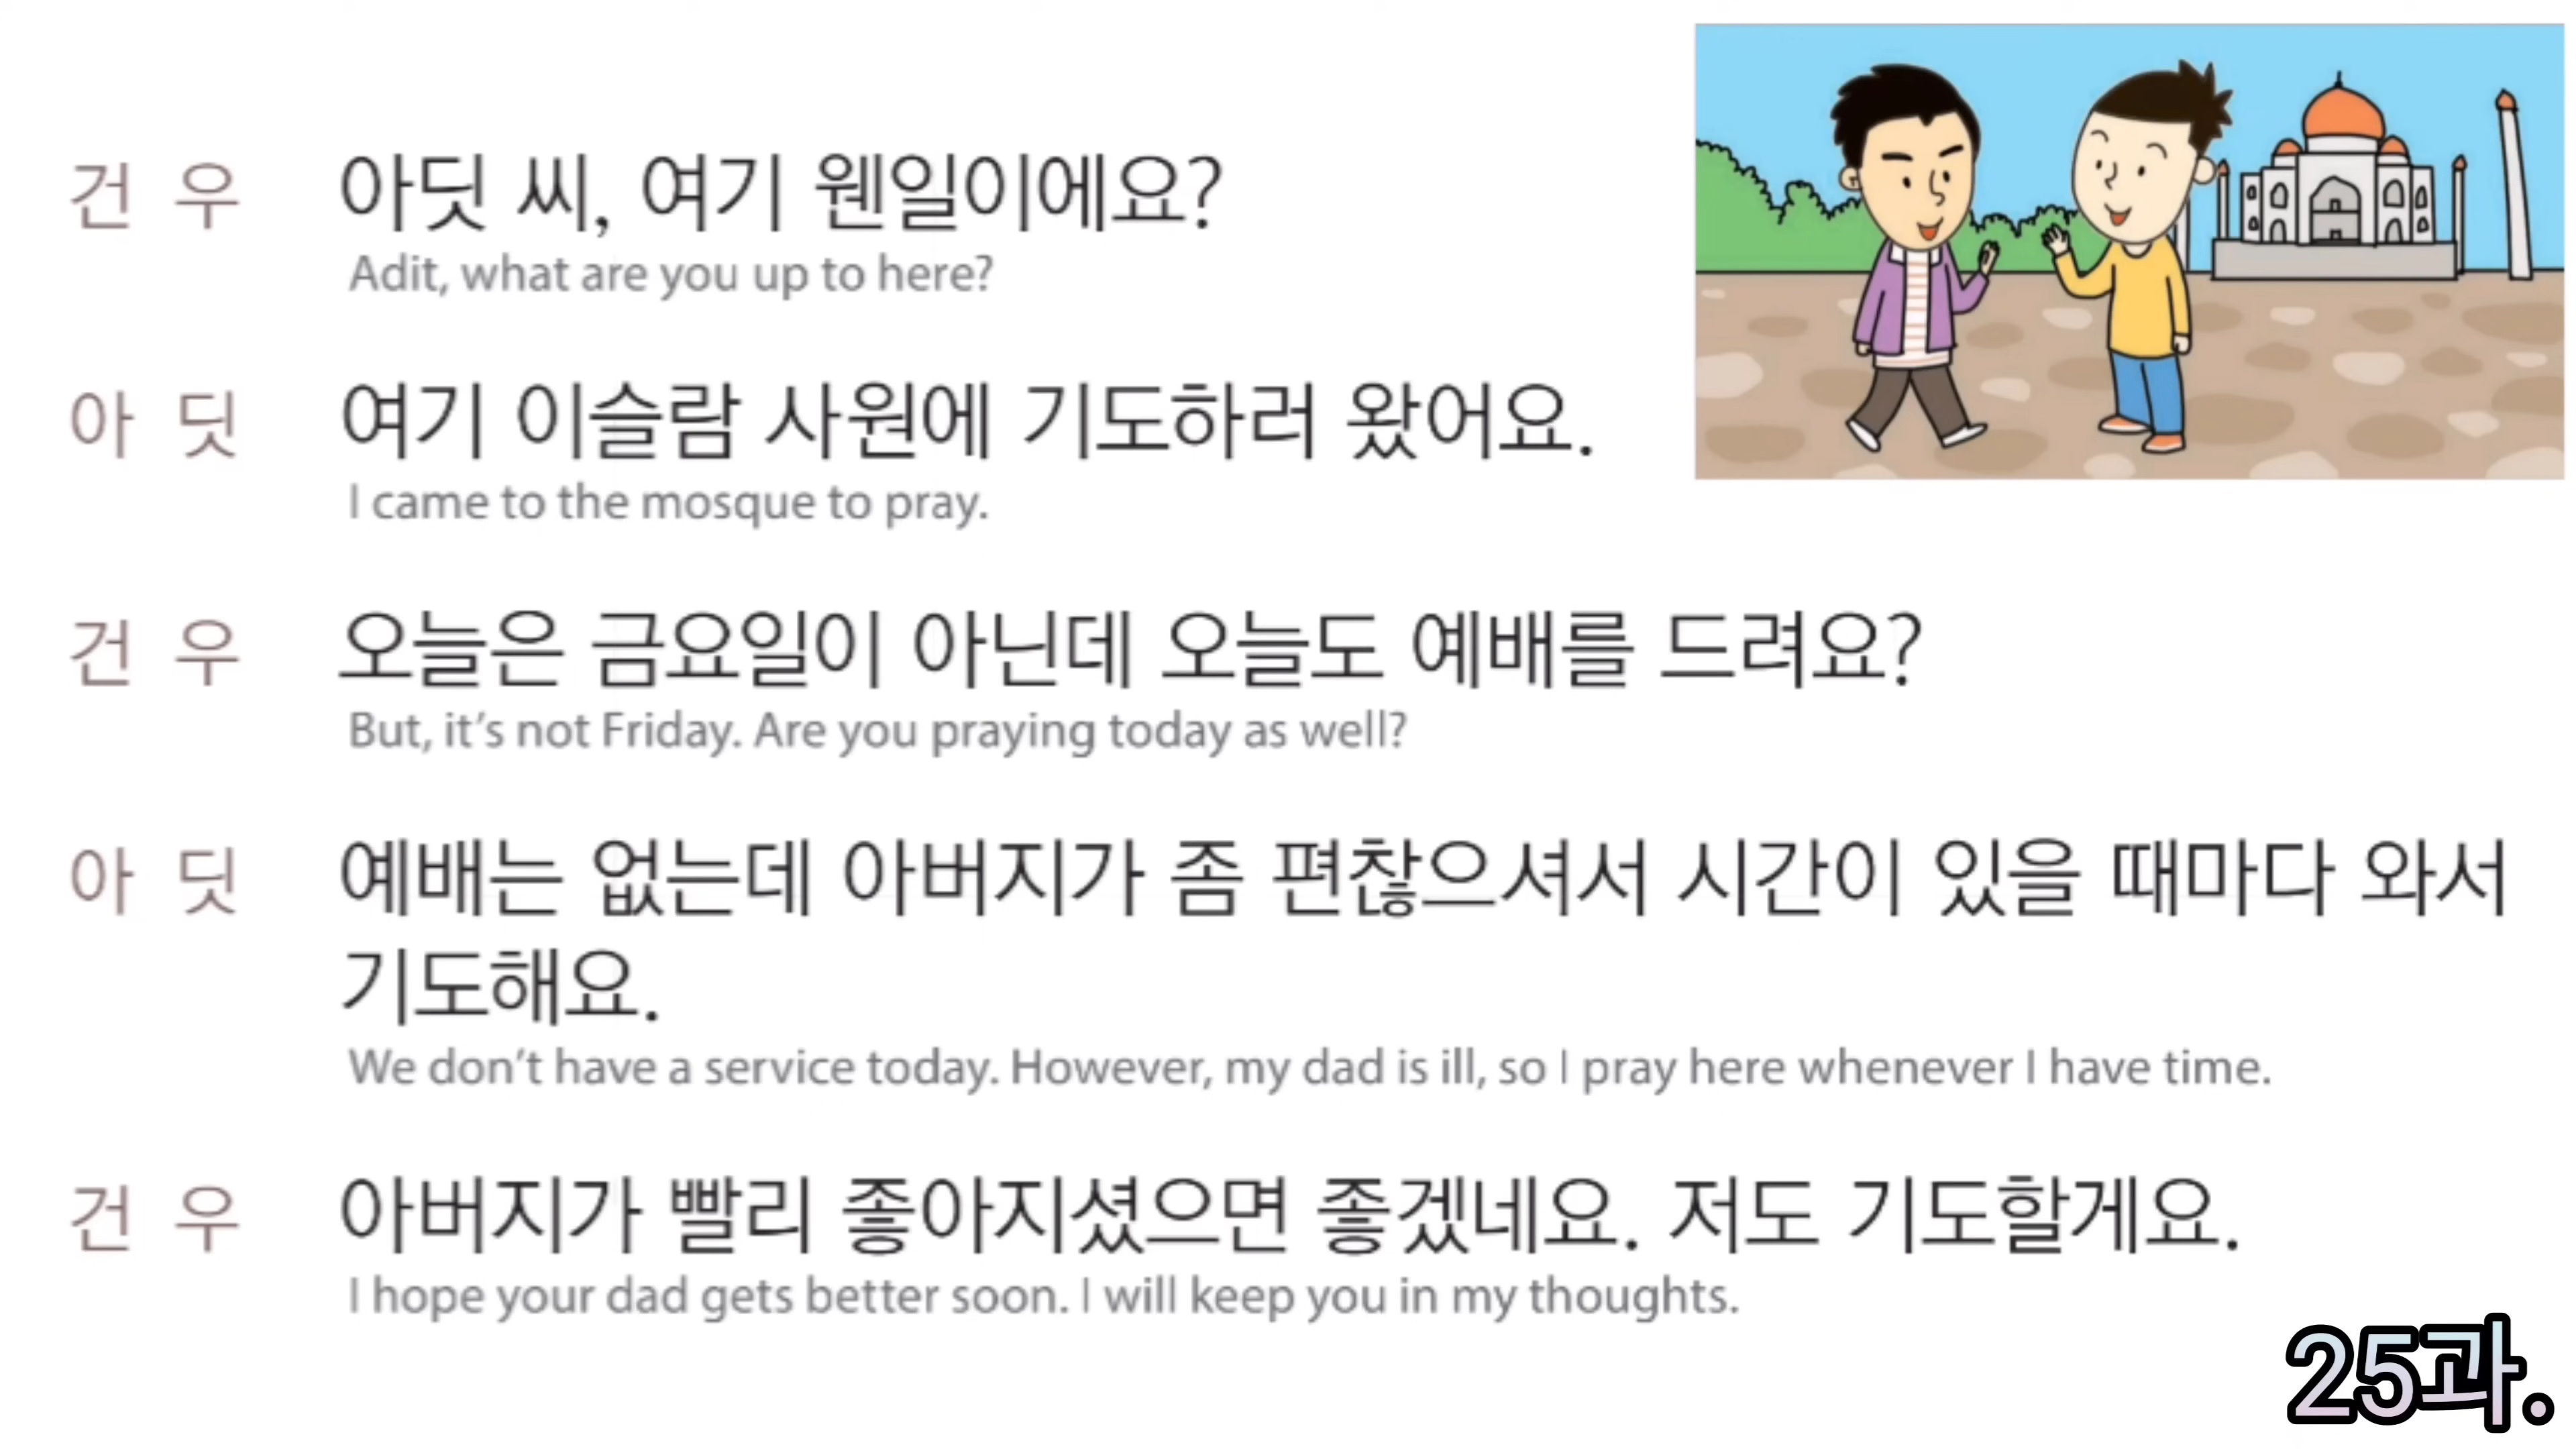 건 우 아딧 씨, 여기 웬일이에요?
Adit, what are you up to here?
아 딧 여기 이슬람 사원에 기도하러 왔어요.
I came to the mosque to pray.
건 우 오늘은 금요일이 아닌데 오늘도 예배를 드려요?
But, it's not Friday. Are you praying today as well?
아 딧 예배는 없는데 아버지가 좀 편찮으셔서 시간이 있을 때마다 와서
기도해요.
We don't have a service today. However, my dad is ill, so I pray here whenever I have time.
건 우 아버지가 빨리 좋아지셨으면 좋겠네요. 저도 기도할게요.
I hope your dad gets better soon. I will keep you in my thoughts.
25과.